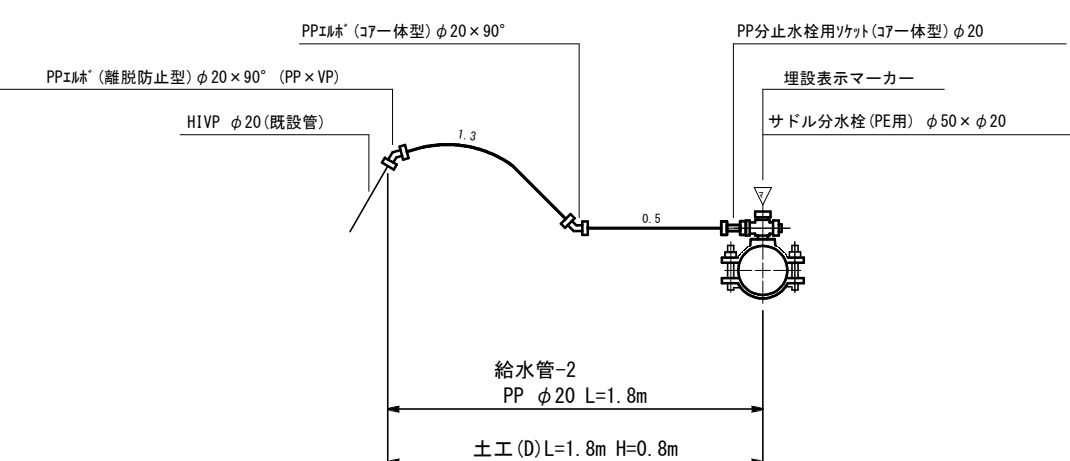 PPエルボ(コア一体型)φ20×90°
PP分止水栓用ソケット(コア一体型)φ20
PPエルボ(離脱防止型)φ20×90° (PP×VP)
埋設表示マーカー
HIVP φ20(既設管)
サドル分水栓(PE用) φ50×φ20
1.3
0.5
給水管-2
PP φ20 L=1.8m
土工(D)L=1.8m H=0.8m